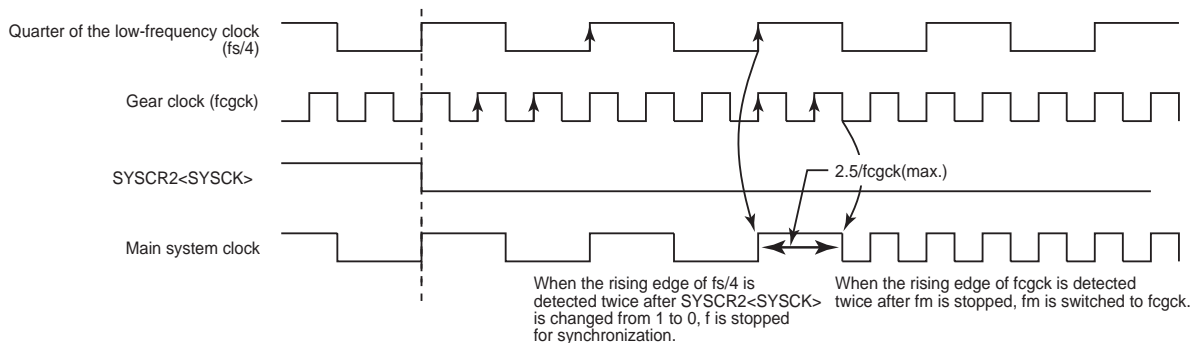 Quarter of the low-frequency clock
(fs/4)
Gear clock (fcgck)
SYSCR2<SYSCK>
2.5/fcgck(max.)
Main system clock
When the rising edge of fs/4 is
detected twice after SYSCR2<SYSCK>
is changed from 1 to 0, f is stopped
for synchronization.
When the rising edge of fcgck is detected
twice after fm is stopped, fm is switched to fcgck.